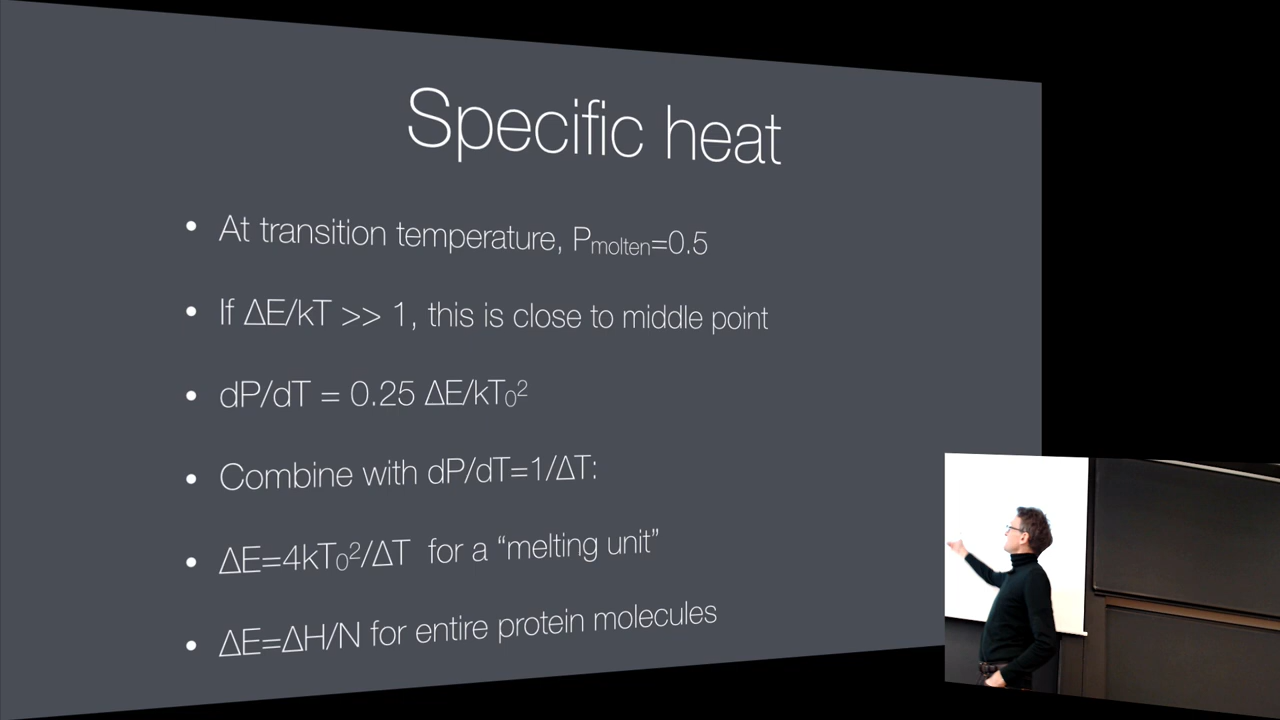 Specific heat
• At transition temperature, Pmolten=0.5
• If ΔE/kT >> 1, this is close to middle point
• dP/dT = 0.25 ΔE/kT₀²
• Combine with dP/dT=1/ΔT:
• ΔE=4kT₀²/ΔT for a “melting unit”
• ΔE=ΔH/N for entire protein molecules